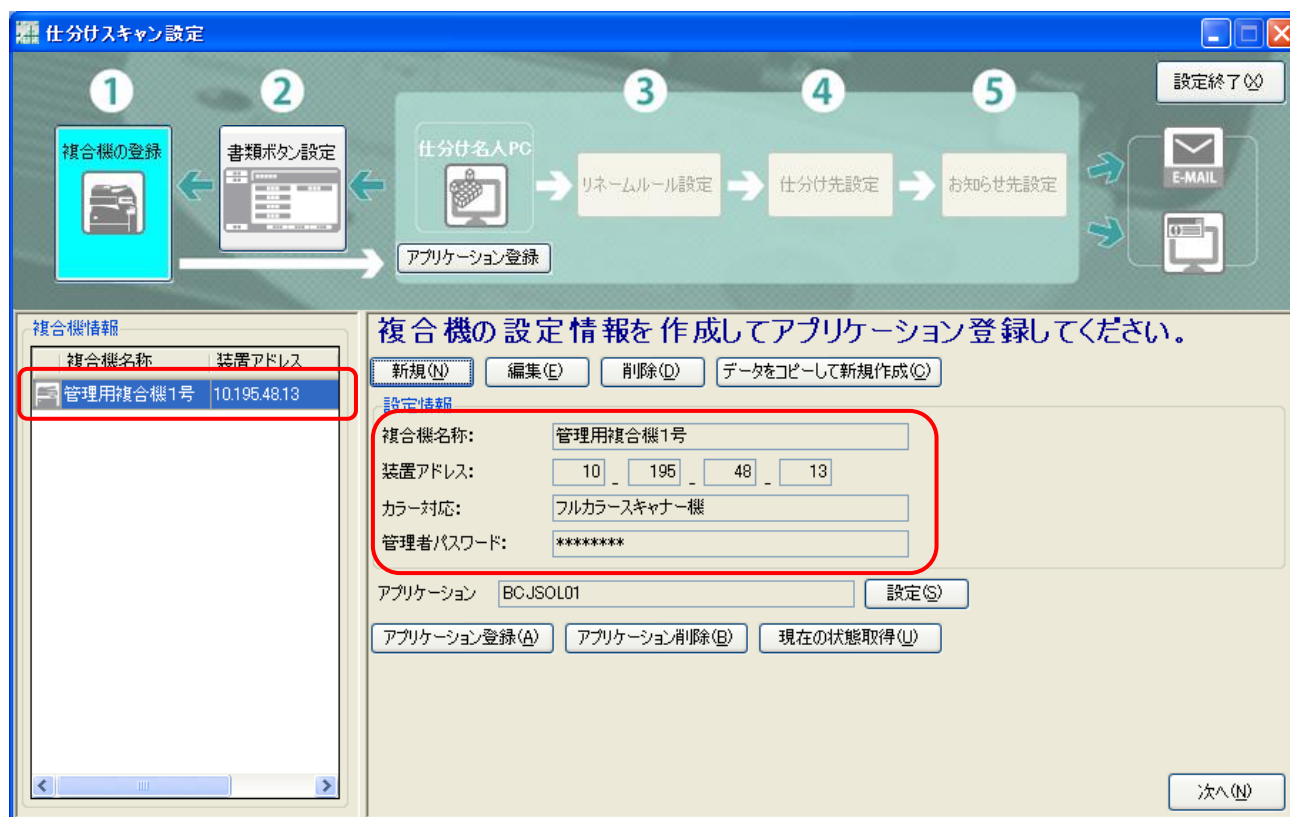 仕分けスキャン設定
1 2 3 4 5
設定終了(X)
複合機の登録
書類ボタン設定
仕分け名人PC
リネームルール設定
仕分け先設定
お知らせ先設定
E-MAIL
アプリケーション登録
複合機情報
複合機名称 装置アドレス
管理用複合機1号 10.195.48.13
複合機の設定情報を作成してアプリケーション登録してください。
新規(N) 編集(E) 削除(D) データをコピーして新規作成(C)
設定情報
複合機名称: 管理用複合機1号
装置アドレス: 10 . 195 . 48 . 13
カラー対応: フルカラースキャナー機
管理者パスワード: ********
アプリケーション BCJSOL01 設定(S)
アプリケーション登録(A) アプリケーション削除(B) 現在の状態取得(U)
次へ(N)